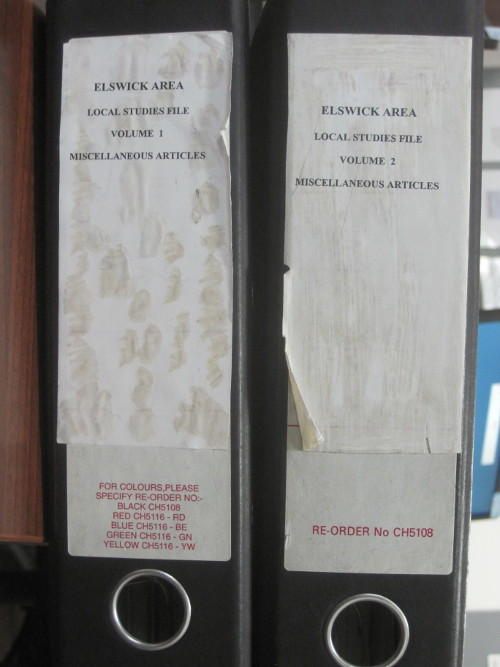 ELSWICK AREA
LOCAL STUDIES FILE
VOLUME 1
MISCELLANEOUS ARTICLES
FOR COLOURS,PLEASE
SPECIFY RE-ORDER NO:-
BLACK CH5108
RED CH5116 - RD
BLUE CH5116 - BE
GREEN CH5116 - GN
YELLOW CH5116 - YW
ELSWICK AREA
LOCAL STUDIES FILE
VOLUME 2
MISCELLANEOUS ARTICLES
RE-ORDER No CH5108